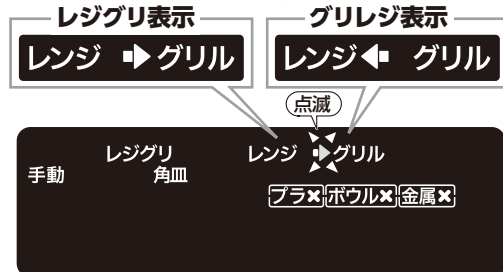 レジグリ表示 グリレジ表示
レンジ ➡ グリル レンジ ⬅ グリル
点滅
レジグリ レンジ ➡ グリル
手動 角皿
プラ✖ ボウル✖ 金属✖